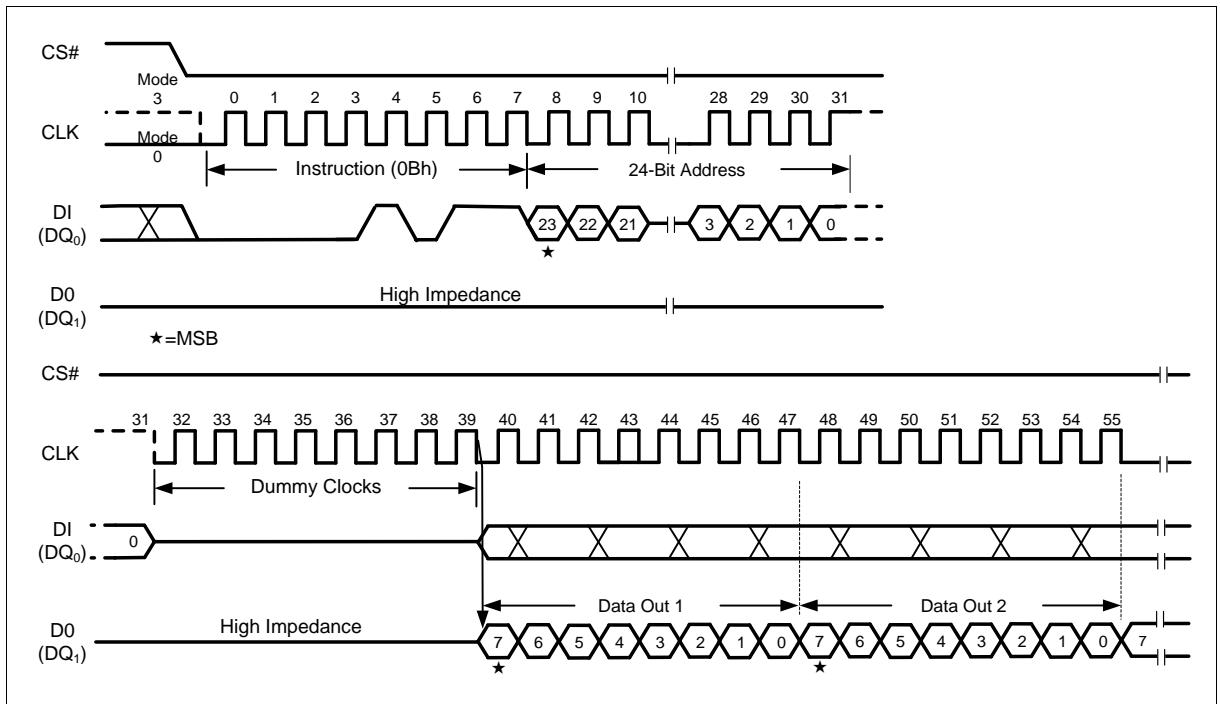 CS#
Mode
3
0 1 2 3 4 5 6 7 8 9 10 28 29 30 31
CLK
Mode
0
Instruction (0Bh)
24-Bit Address
DI
(DQ0)
23 22 21 3 2 1 0
★
D0
(DQ1)
High Impedance
★=MSB
CS#
31 32 33 34 35 36 37 38 39 40 41 42 43 44 45 46 47 48 49 50 51 52 53 54 55
CLK
Dummy Clocks
DI
(DQ0)
0
Data Out 1
Data Out 2
D0
(DQ1)
High Impedance
7 6 5 4 3 2 1 0 7 6 5 4 3 2 1 0 7
★ ★